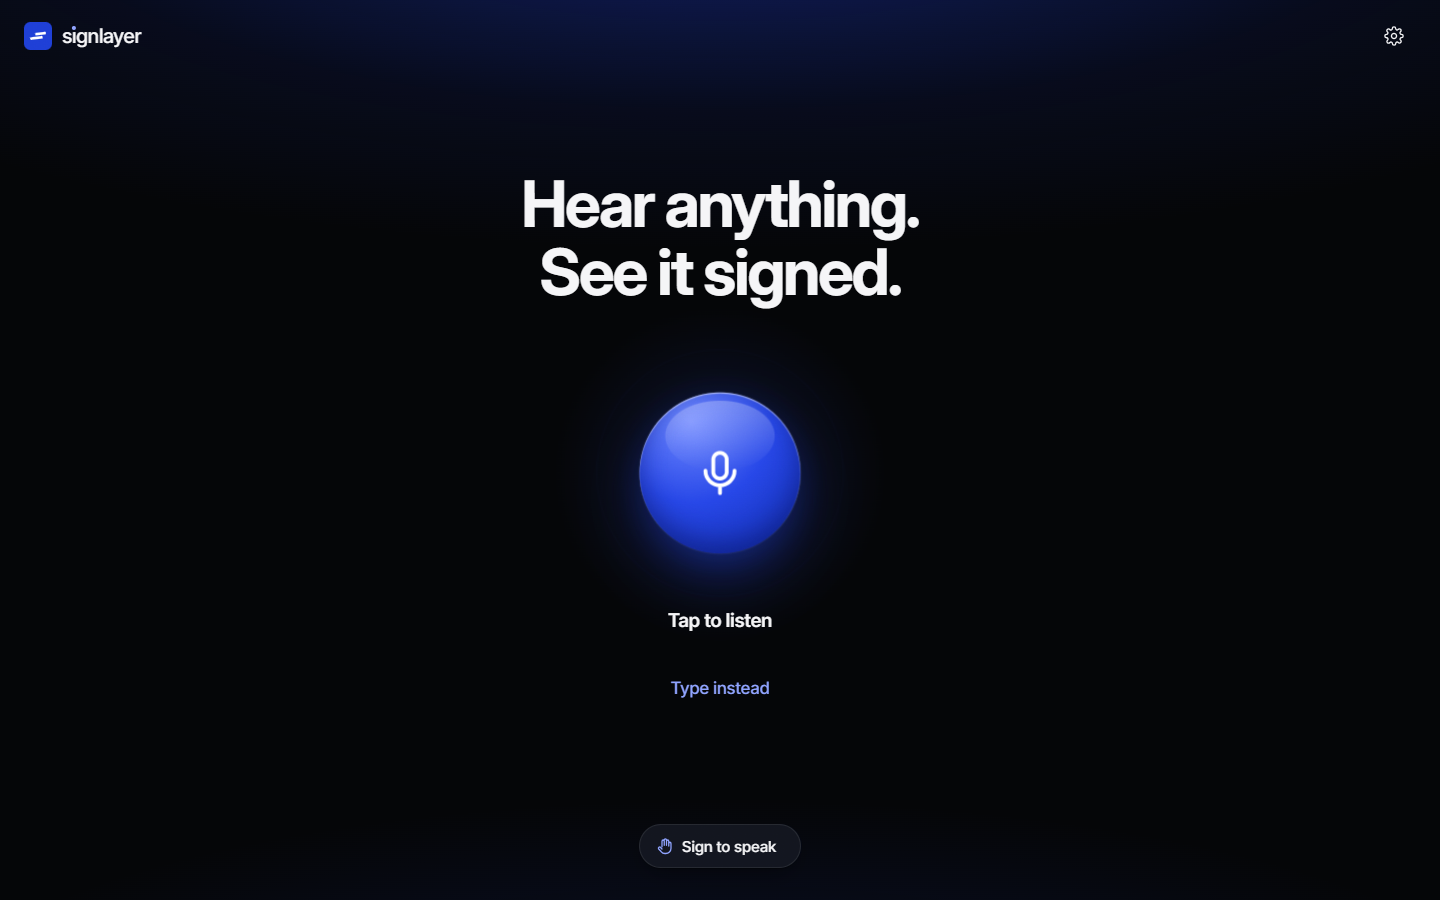 signlayer
Hear anything.
See it signed.
Tap to listen
Type instead
Sign to speak